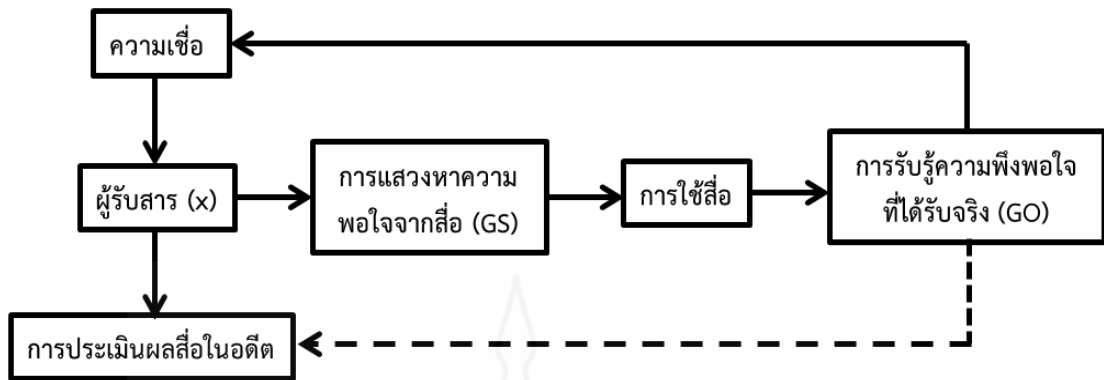 ความเชื่อ
ผู้รับสาร (x)
การแสวงหาความ
พอใจจากสื่อ (GS)
การใช้สื่อ
การรับรู้ความพึงพอใจ
ที่ได้รับจริง (GO)
การประเมินผลสื่อในอดีต